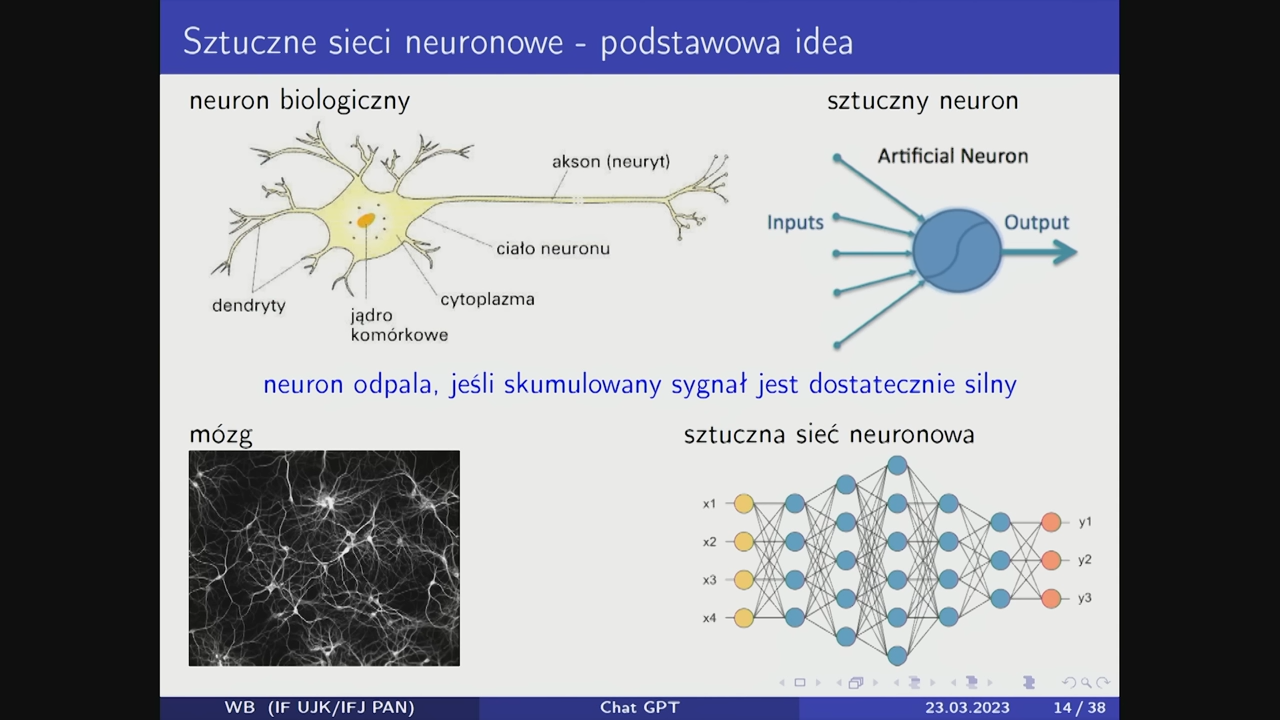 Sztuczne sieci neuronowe - podstawowa idea
neuron biologiczny
sztuczny neuron
akson (neuryt)
ciało neuronu
cytoplazma
jądro
komórkowe
dendryty
Artificial Neuron
Inputs
Output
neuron odpala, jeśli skumulowany sygnał jest dostatecznie silny
mózg
sztuczna sieć neuronowa
x1
x2
x3
x4
y1
y2
y3
WB (IF UJK/IFJ PAN)
Chat GPT
23.03.2023
14 / 38